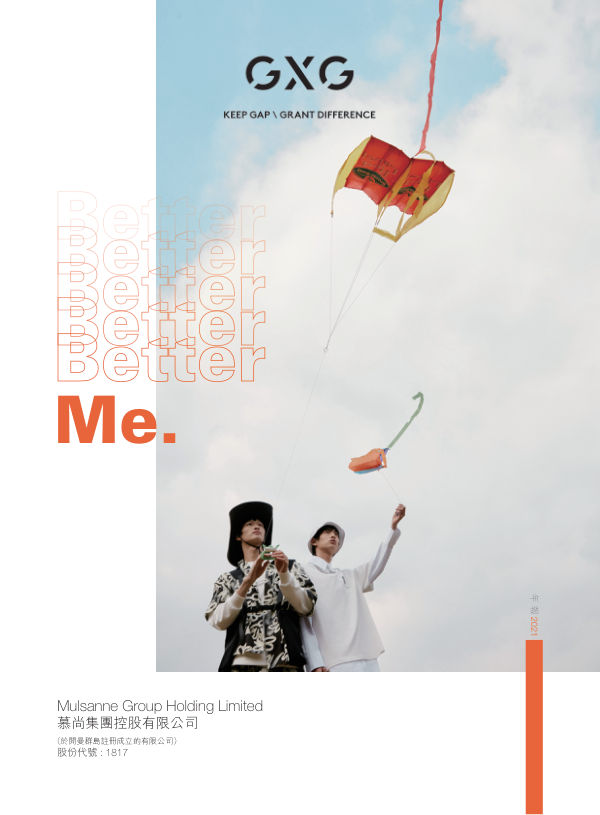 GXG
KEEP GAP \ GRANT DIFFERENCE
Better
Better
Better
Better
Better
Me.
年報 2021
Mulsanne Group Holding Limited
慕尚集團控股有限公司
(於開曼群島註冊成立的有限公司)
股份代號 : 1817